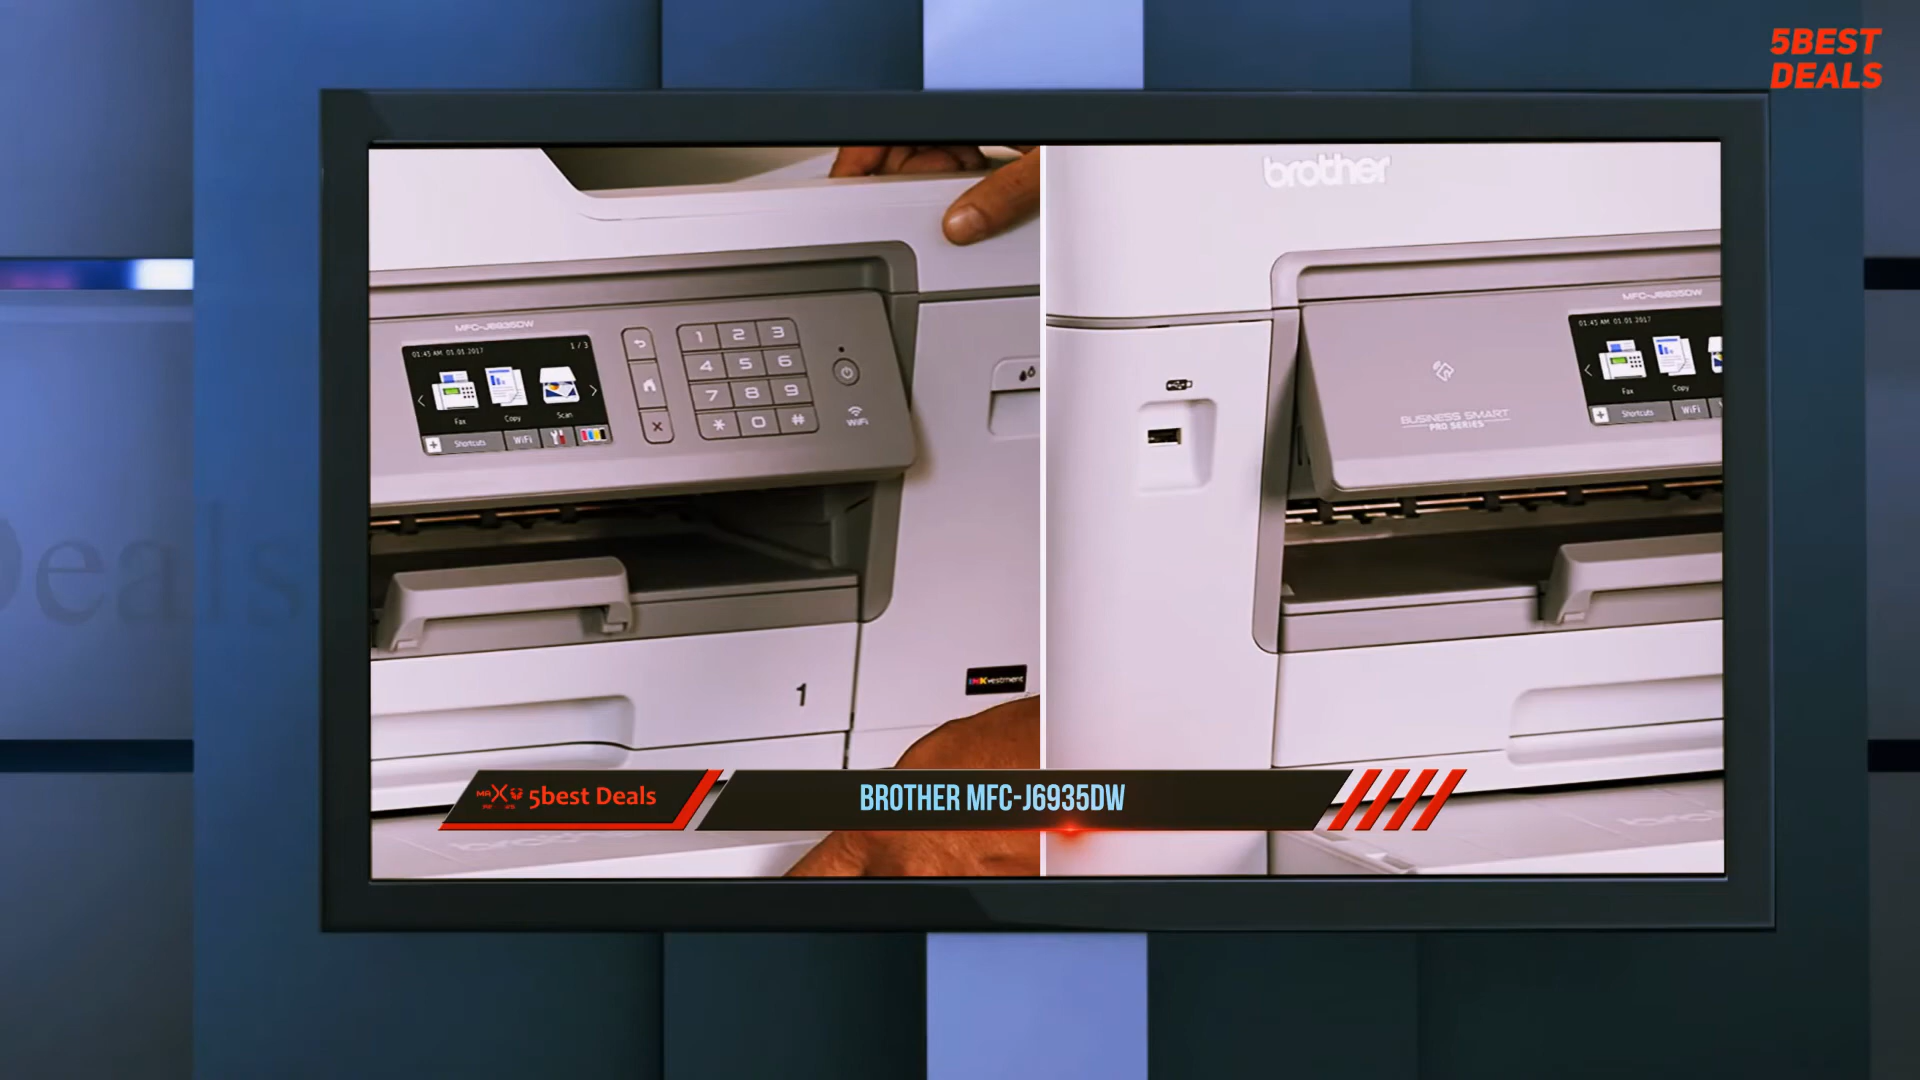 5BEST
DEALS
brother
MFC-J6935DW
01:45 AM 01.01.2017
1/3
Fax
Copy
Scan
Shortcuts
WiFi
1 2 3
4 5 6
7 8 9
* 0 #
WiFi
MFC-J6935DW
01:45 AM 01.01.2017
Fax
Copy
Shortcuts
WiFi
BUSINESS SMART
PRO SERIES
Deals
INKvestment
1
5best Deals
BROTHER MFC-J6935DW